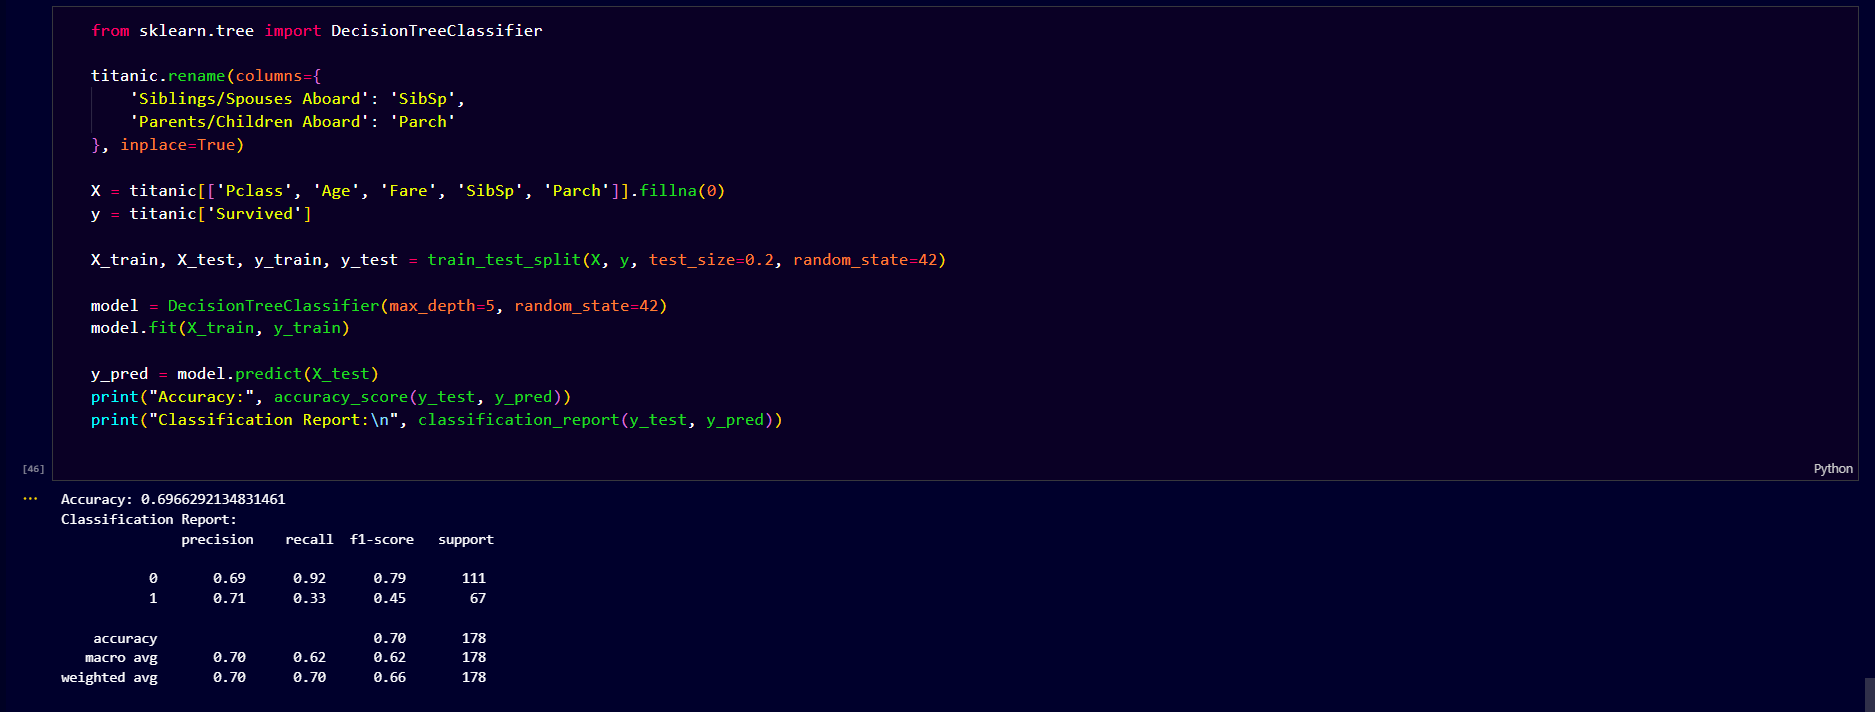 from sklearn.tree import DecisionTreeClassifier
titanic.rename(columns={
'Siblings/Spouses Aboard': 'SibSp',
'Parents/Children Aboard': 'Parch'
}, inplace=True)
X = titanic[['Pclass', 'Age', 'Fare', 'SibSp', 'Parch']].fillna(0)
y = titanic['Survived']
X_train, X_test, y_train, y_test = train_test_split(X, y, test_size=0.2, random_state=42)
model = DecisionTreeClassifier(max_depth=5, random_state=42)
model.fit(X_train, y_train)
y_pred = model.predict(X_test)
print("Accuracy:", accuracy_score(y_test, y_pred))
print("Classification Report:\n", classification_report(y_test, y_pred))
[46]
Python
... Accuracy: 0.6966292134831461
Classification Report:
precision recall f1-score support
0 0.69 0.92 0.79 111
1 0.71 0.33 0.45 67
accuracy 0.70 178
macro avg 0.70 0.62 0.62 178
weighted avg 0.70 0.70 0.66 178